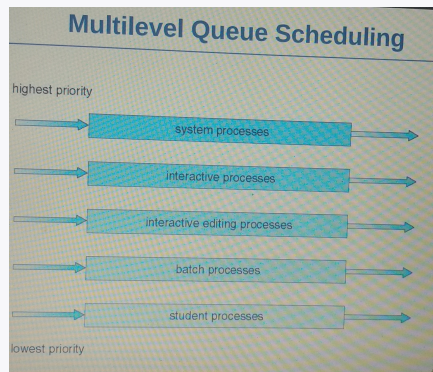 Multilevel Queue Scheduling
highest priority
system processes
interactive processes
interactive editing processes
batch processes
student processes
lowest priority